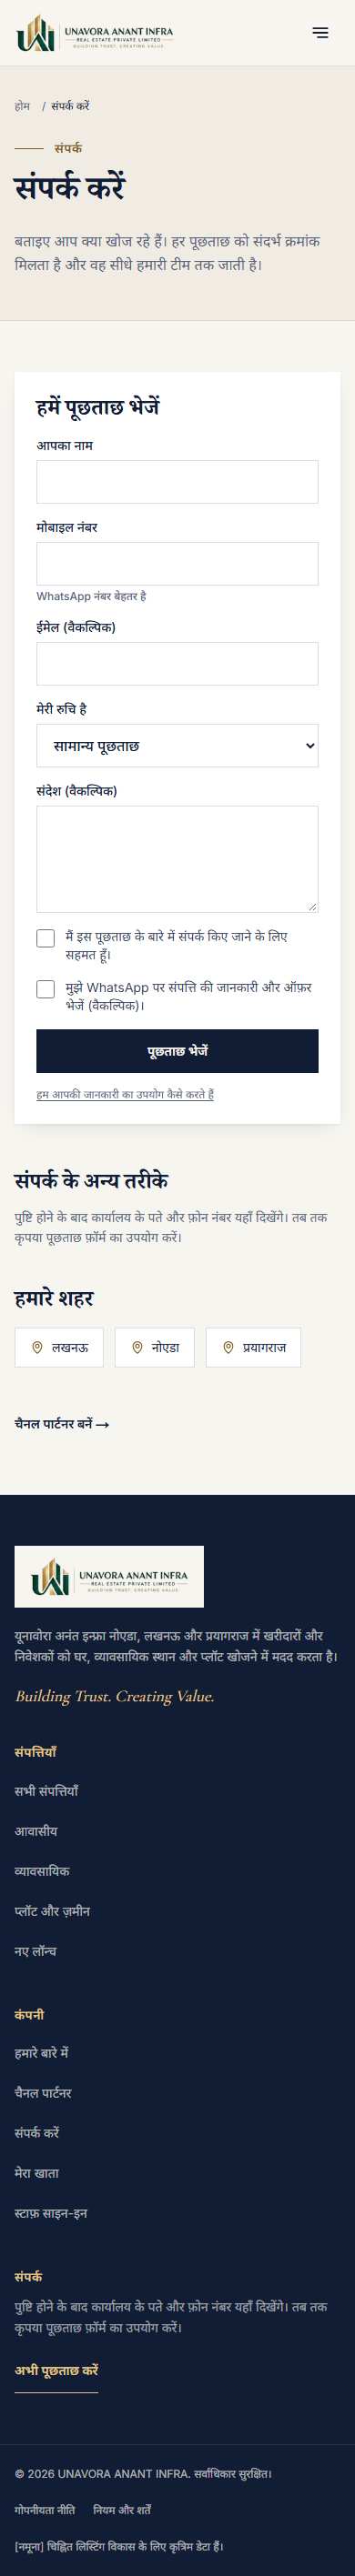 UNAVORA ANANT INFRA
REAL ESTATE PRIVATE LIMITED
BUILDING TRUST. CREATING VALUE.
होम / संपर्क करें
संपर्क
संपर्क करें
बताइए आप क्या खोज रहे हैं। हर पूछताछ को संदर्भ क्रमांक
मिलता है और वह सीधे हमारी टीम तक जाती है।
हमें पूछताछ भेजें
आपका नाम
मोबाइल नंबर
WhatsApp नंबर बेहतर है
ईमेल (वैकल्पिक)
मेरी रुचि है
सामान्य पूछताछ
संदेश (वैकल्पिक)
मैं इस पूछताछ के बारे में संपर्क किए जाने के लिए
सहमत हूँ।
मुझे WhatsApp पर संपत्ति की जानकारी और ऑफ़र
भेजें (वैकल्पिक)।
पूछताछ भेजें
हम आपकी जानकारी का उपयोग कैसे करते हैं
संपर्क के अन्य तरीके
पुष्टि होने के बाद कार्यालय के पते और फ़ोन नंबर यहाँ दिखेंगे। तब तक
कृपया पूछताछ फ़ॉर्म का उपयोग करें।
हमारे शहर
लखनऊ नोएडा प्रयागराज
चैनल पार्टनर बनें →
UNAVORA ANANT INFRA
REAL ESTATE PRIVATE LIMITED
BUILDING TRUST. CREATING VALUE.
यूनावोरा अनंत इन्फ्रा नोएडा, लखनऊ और प्रयागराज में खरीदारों और
निवेशकों को घर, व्यावसायिक स्थान और प्लॉट खोजने में मदद करता है।
Building Trust. Creating Value.
संपत्तियाँ
सभी संपत्तियाँ
आवासीय
व्यावसायिक
प्लॉट और ज़मीन
नए लॉन्च
कंपनी
हमारे बारे में
चैनल पार्टनर
संपर्क करें
मेरा खाता
स्टाफ़ साइन-इन
संपर्क
पुष्टि होने के बाद कार्यालय के पते और फ़ोन नंबर यहाँ दिखेंगे। तब तक
कृपया पूछताछ फ़ॉर्म का उपयोग करें।
अभी पूछताछ करें
© 2026 UNAVORA ANANT INFRA. सर्वाधिकार सुरक्षित।
गोपनीयता नीति नियम और शर्तें
[नमूना] चिह्नित लिस्टिंग विकास के लिए कृत्रिम डेटा हैं।